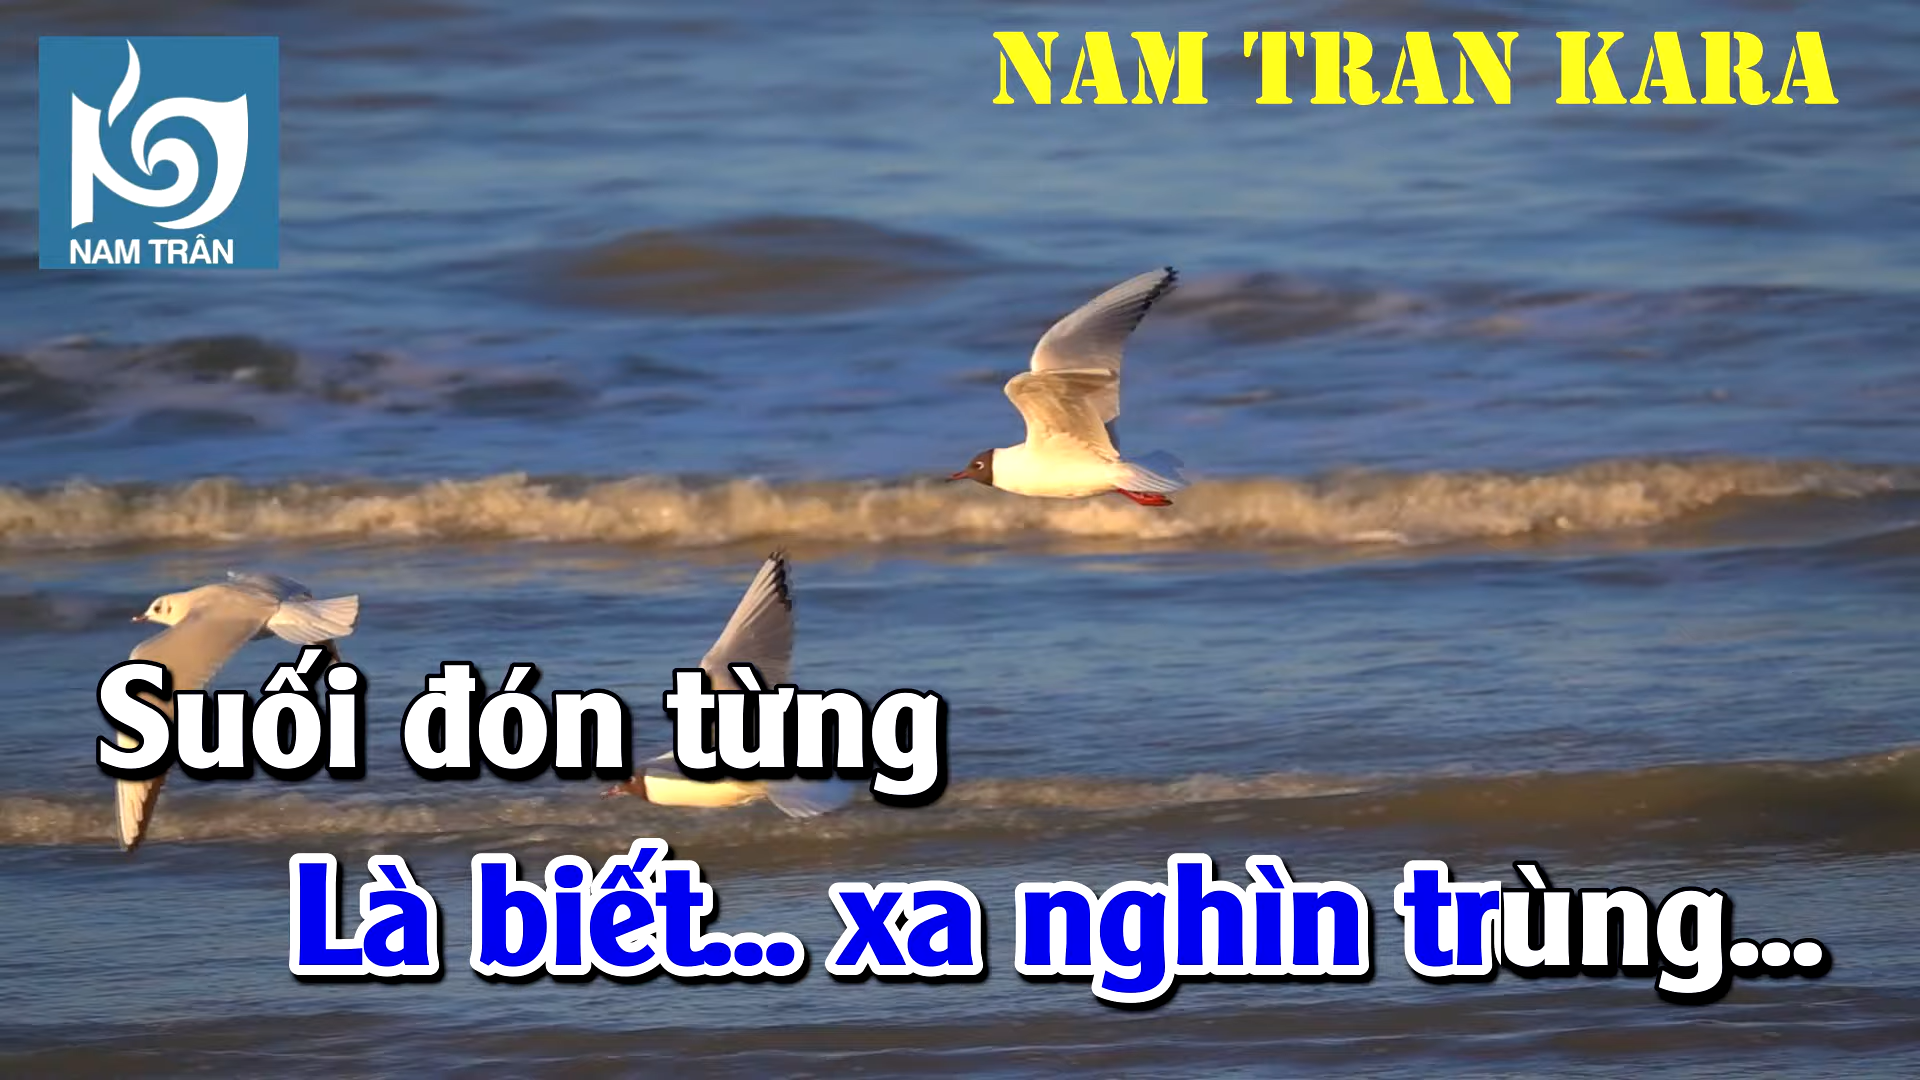 NAM TRAN KARA
NAM TRÂN
Suối đón từng
Là biết... xa nghìn trùng...